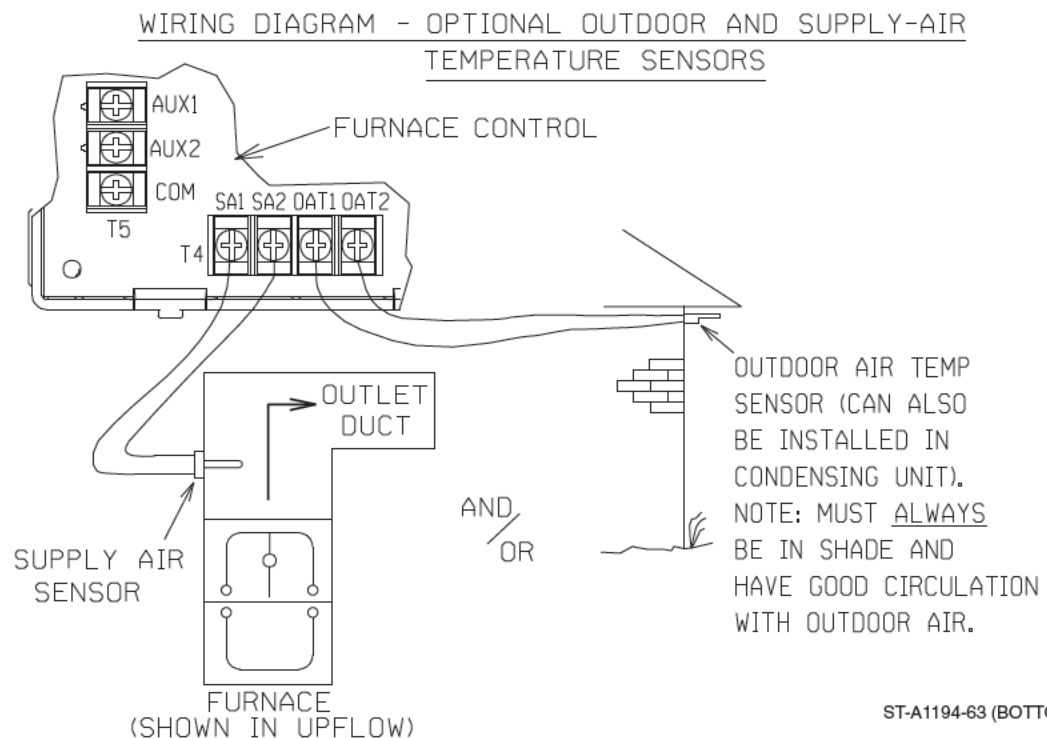 WIRING DIAGRAM - OPTIONAL OUTDOOR AND SUPPLY-AIR
TEMPERATURE SENSORS
AUX1
AUX2
COM
T5
FURNACE CONTROL
SA1 SA2 OAT1 OAT2
T4
OUTLET
DUCT
SUPPLY AIR
SENSOR
AND/
OR
OUTDOOR AIR TEMP
SENSOR (CAN ALSO
BE INSTALLED IN
CONDENSING UNIT).
NOTE: MUST ALWAYS
BE IN SHADE AND
HAVE GOOD CIRCULATION
WITH OUTDOOR AIR.
FURNACE
(SHOWN IN UPFLOW)
ST-A1194-63 (BOTT